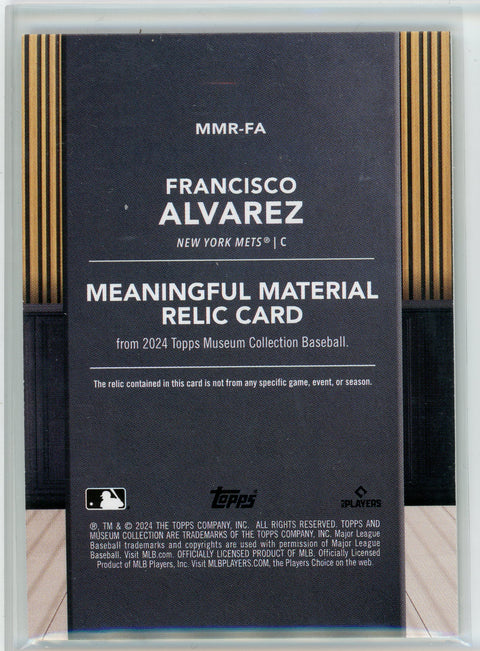 MMR-FA
FRANCISCO
ALVAREZ
NEW YORK METS® | C
MEANINGFUL MATERIAL
RELIC CARD
from 2024 Topps Museum Collection Baseball.
The relic contained in this card is not from any specific game, event, or season.
Topps
PLAYERS
®, TM & © 2024 THE TOPPS COMPANY, INC. ALL RIGHTS RESERVED. TOPPS AND
MUSEUM COLLECTION ARE TRADEMARKS OF THE TOPPS COMPANY, INC. Major League
Baseball trademarks and copyrights are used with permission of Major League
Baseball. Visit MLB.com. OFFICIALLY LICENSED PRODUCT OF MLB. Officially Licensed
Product of MLB Players, Inc. Visit MLBPLAYERS.COM, the Players Choice on the web.